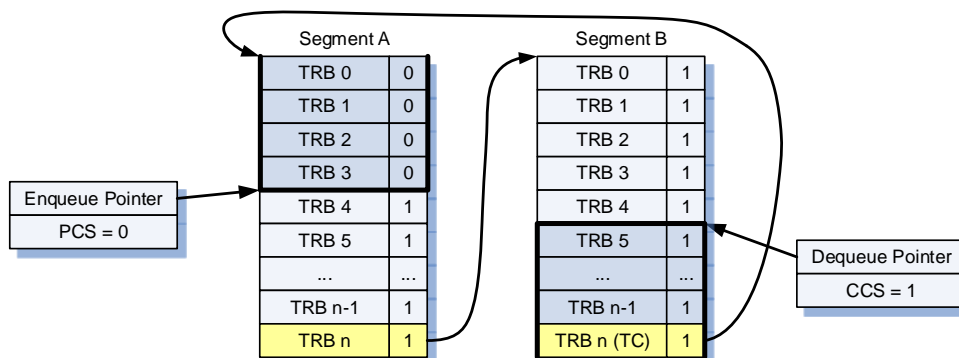 Segment A
TRB 0 0
TRB 1 0
TRB 2 0
TRB 3 0
TRB 4 1
TRB 5 1
... ...
TRB n-1 1
TRB n 1
Segment B
TRB 0 1
TRB 1 1
TRB 2 1
TRB 3 1
TRB 4 1
TRB 5 1
... ...
TRB n-1 1
TRB n (TC) 1
Enqueue Pointer
PCS = 0
Dequeue Pointer
CCS = 1